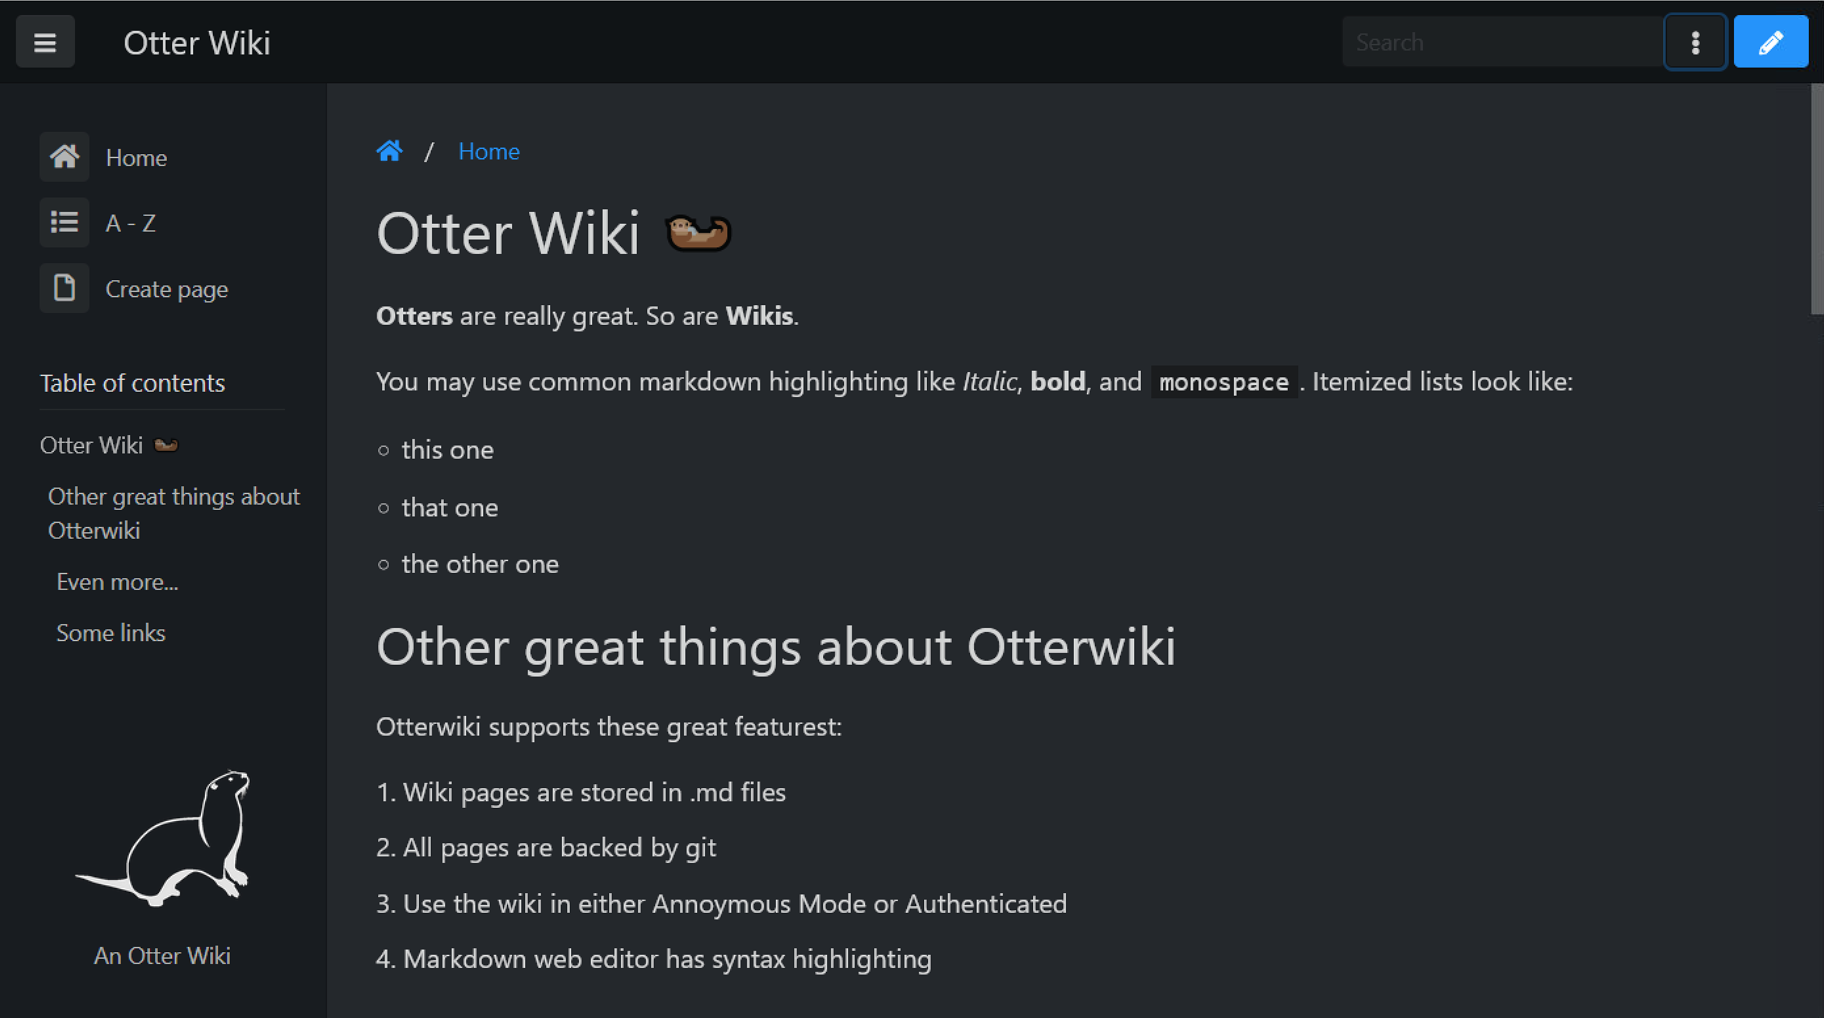 Otter Wiki
Search
Home
A - Z
Create page
Table of contents
Otter Wiki
Other great things about
Otterwiki
Even more...
Some links
An Otter Wiki
/ Home
Otter Wiki
Otters are really great. So are Wikis.
You may use common markdown highlighting like Italic, bold, and monospace. Itemized lists look like:
this one
that one
the other one
Other great things about Otterwiki
Otterwiki supports these great featurest:
1. Wiki pages are stored in .md files
2. All pages are backed by git
3. Use the wiki in either Annoymous Mode or Authenticated
4. Markdown web editor has syntax highlighting